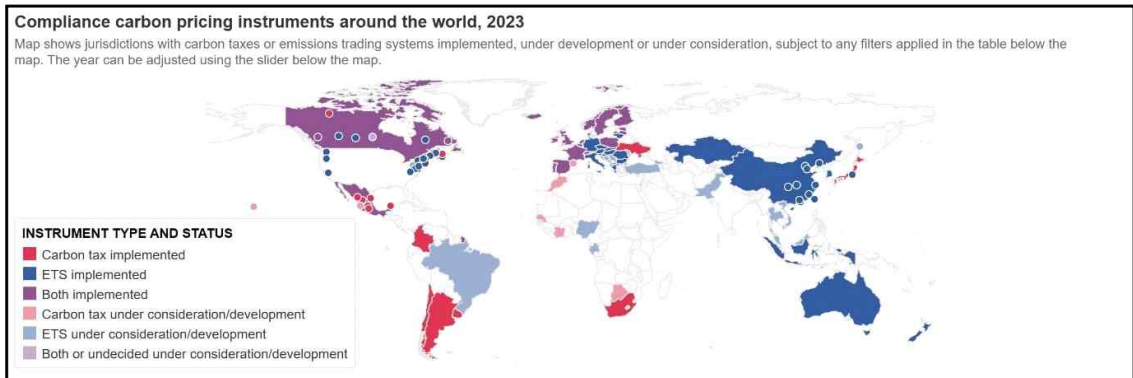 Compliance carbon pricing instruments around the world, 2023
Map shows jurisdictions with carbon taxes or emissions trading systems implemented, under development or under consideration, subject to any filters applied in the table below the
map. The year can be adjusted using the slider below the map.
INSTRUMENT TYPE AND STATUS
Carbon tax implemented
ETS implemented
Both implemented
Carbon tax under consideration/development
ETS under consideration/development
Both or undecided under consideration/development